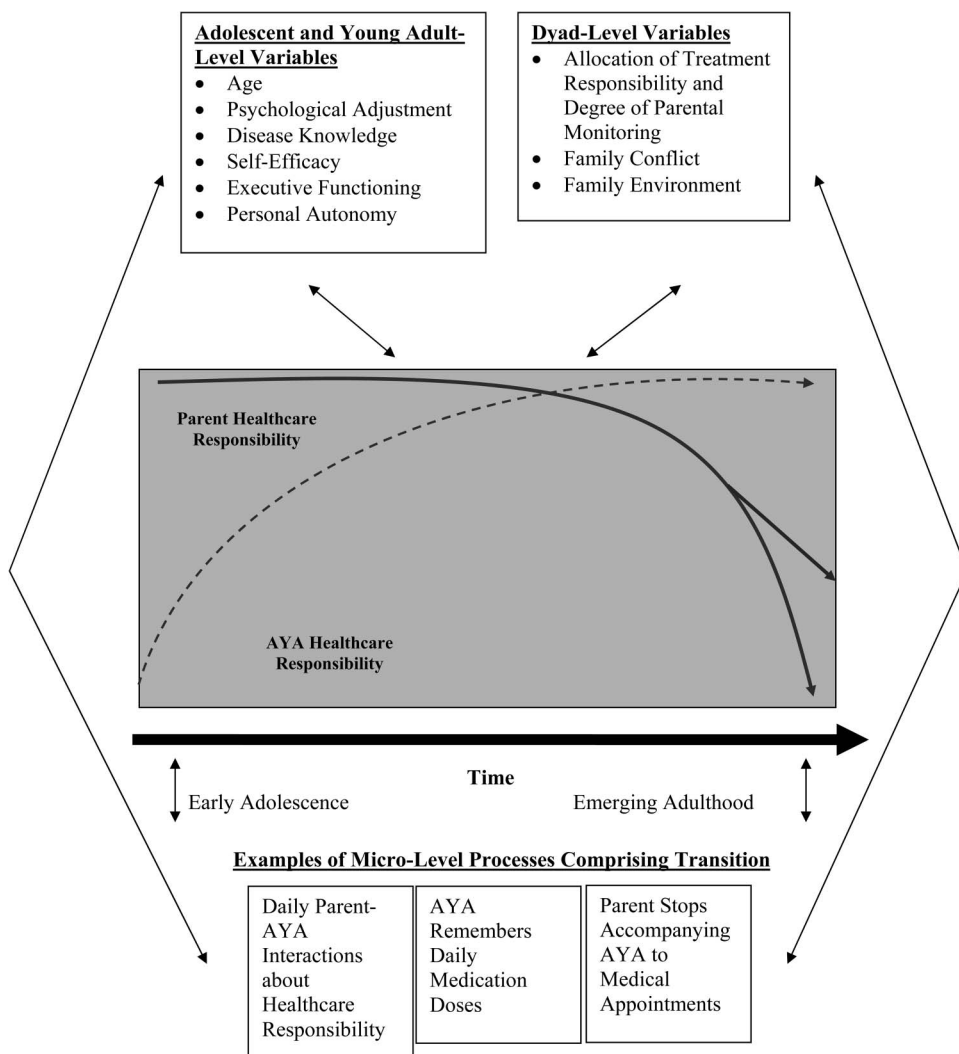 Adolescent and Young Adult-
Level Variables
• Age
• Psychological Adjustment
• Disease Knowledge
• Self-Efficacy
• Executive Functioning
• Personal Autonomy
Dyad-Level Variables
• Allocation of Treatment
Responsibility and
Degree of Parental
Monitoring
• Family Conflict
• Family Environment
Parent Healthcare
Responsibility
AYA Healthcare
Responsibility
Time
Early Adolescence
Emerging Adulthood
Examples of Micro-Level Processes Comprising Transition
Daily Parent-
AYA
Interactions
about
Healthcare
Responsibility
AYA
Remembers
Daily
Medication
Doses
Parent Stops
Accompanying
AYA to
Medical
Appointments